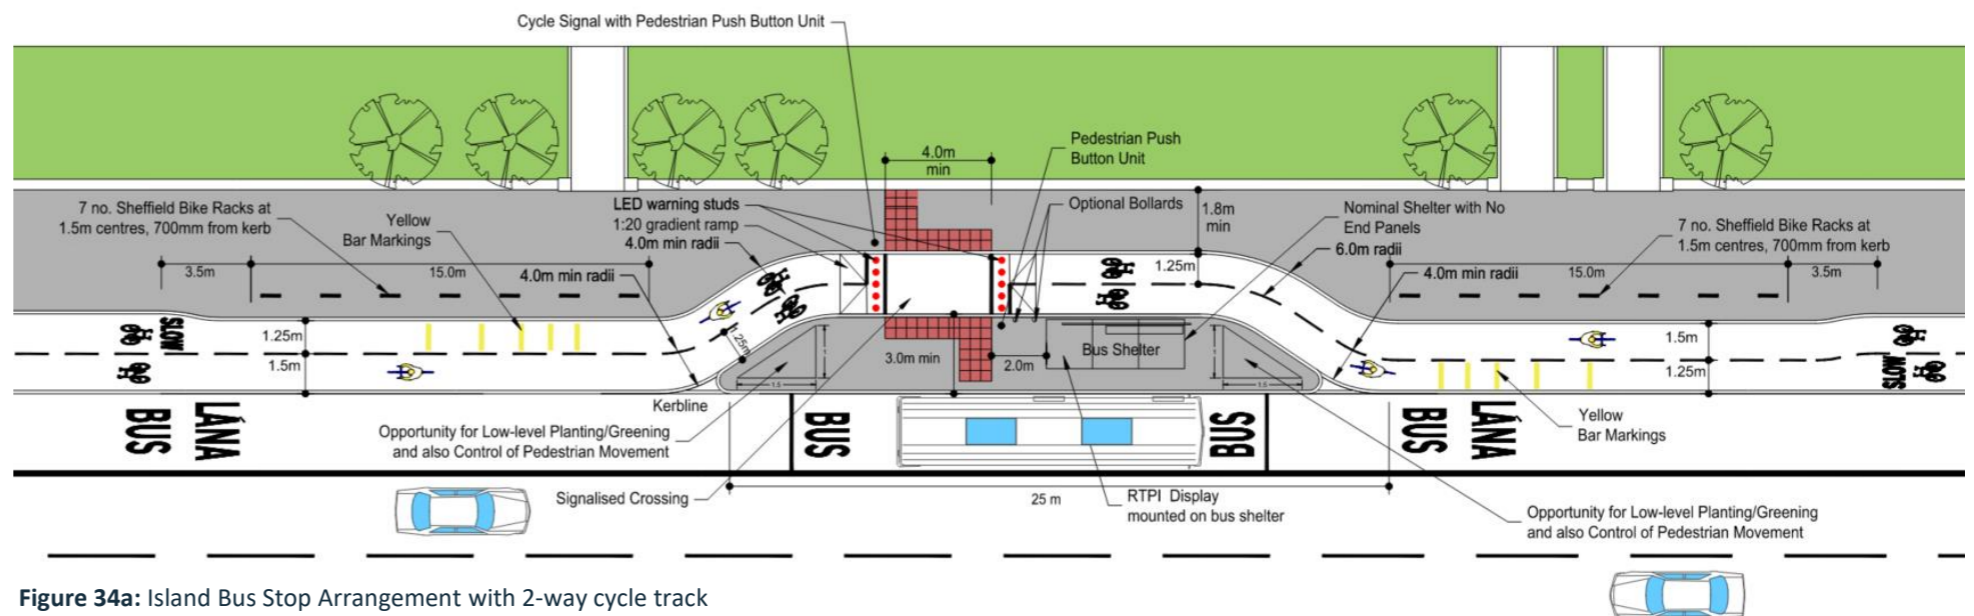 Cycle Signal with Pedestrian Push Button Unit
4.0m
min
Pedestrian Push
Button Unit
7 no. Sheffield Bike Racks at
1.5m centres, 700mm from kerb
Yellow
Bar Markings
LED warning studs
1:20 gradient ramp
4.0m min radii
Optional Bollards
1.8m
min
Nominal Shelter with No
End Panels
6.0m radii
7 no. Sheffield Bike Racks at
1.5m centres, 700mm from kerb
3.5m
15.0m
4.0m min radii
1.25m
4.0m min radii
15.0m
3.5m
SLOW
1.25m
1.5m
1.25m
3.0m min
2.0m
Bus Shelter
1.5
1.5
1.5m
1.25m
SLOW
LÁNA
BUS
Kerbline
BUS
BUS
LÁNA
BUS
Yellow
Bar Markings
Opportunity for Low-level Planting/Greening
and also Control of Pedestrian Movement
Signalised Crossing
25 m
RTPI Display
mounted on bus shelter
Opportunity for Low-level Planting/Greening
and also Control of Pedestrian Movement
Figure 34a: Island Bus Stop Arrangement with 2-way cycle track